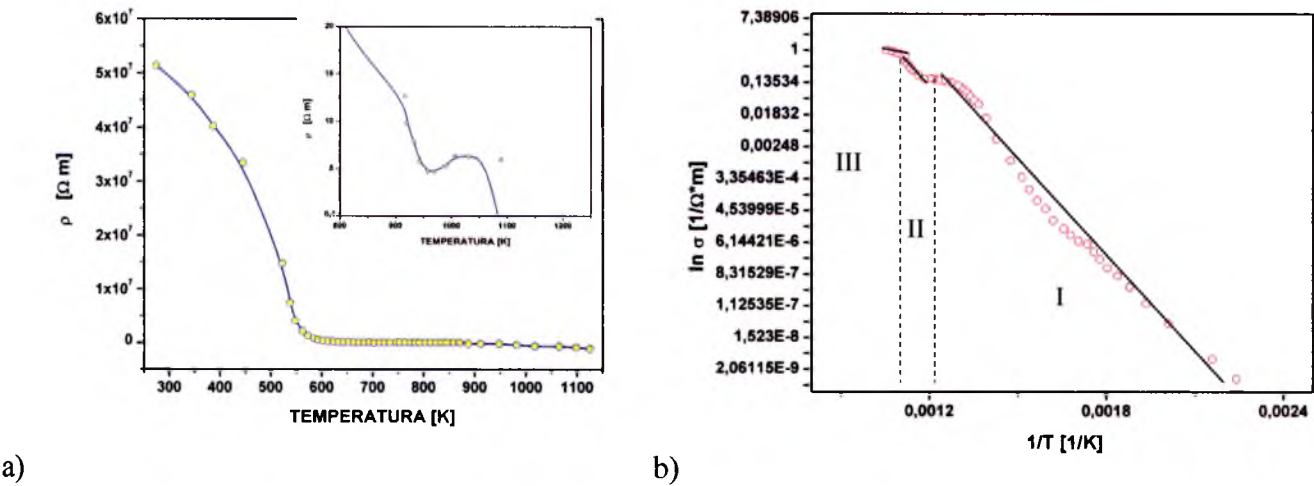 6x10⁷
5x10⁷
4x10⁷
3x10⁷
2x10⁷
1x10⁷
0
ρ [Ω m]
300 400 500 600 700 800 900 1000 1100
TEMPERATURA [K]
20
15
10
ρ [Ω m]
900 1000 1100 1200
TEMPERATURA [K]
a)
7,38906
1
0,13534
0,01832
0,00248
3,35463E-4
4,53999E-5
6,14421E-6
8,31529E-7
1,12535E-7
1,523E-8
2,06115E-9
ln σ [1/Ω*m]
III
II
I
0,0012 0,0018 0,0024
1/T [1/K]
b)